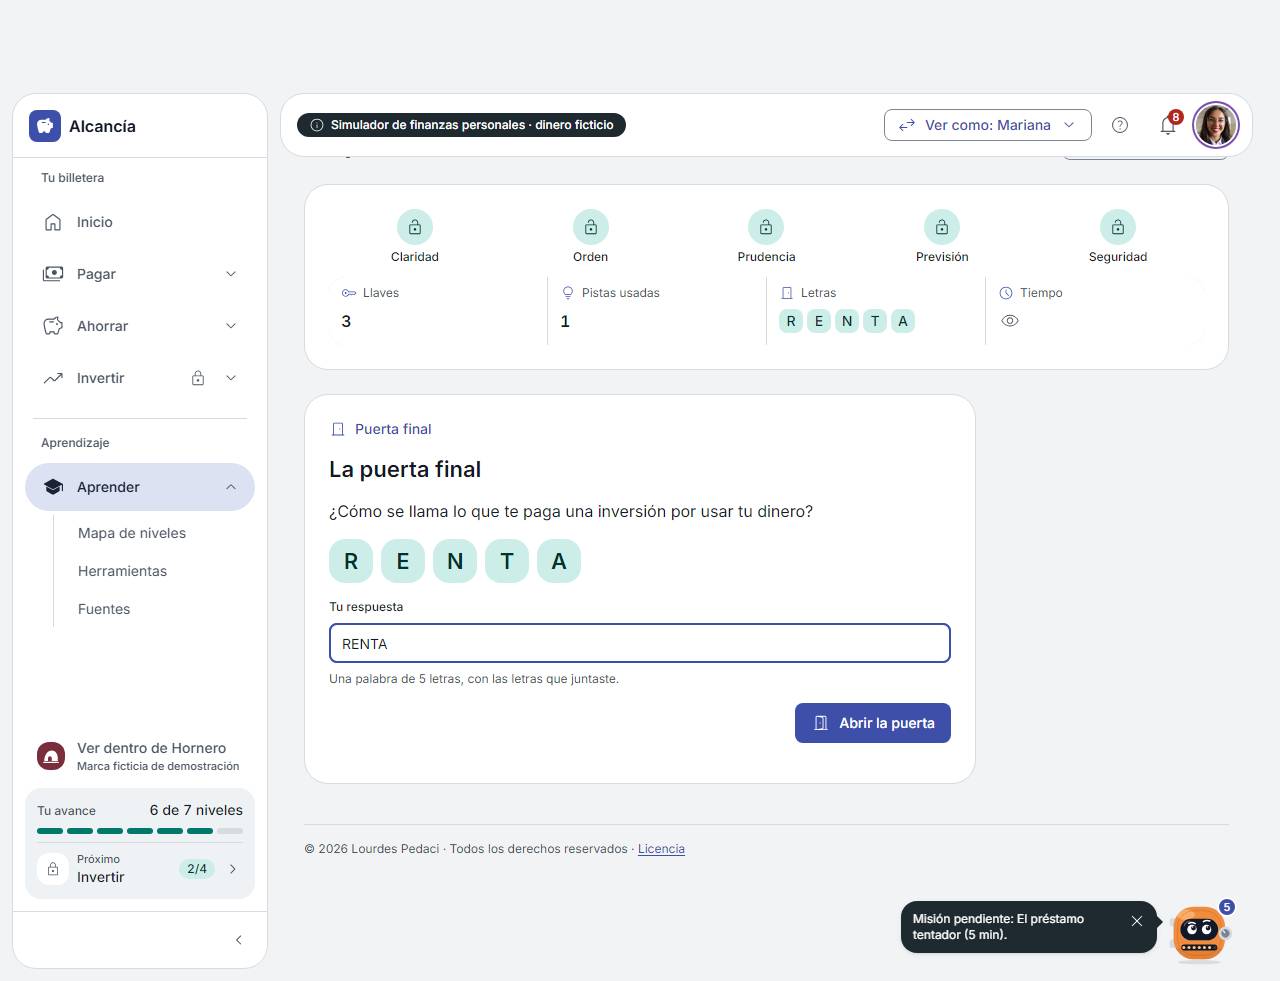 Alcancía
Simulador de finanzas personales · dinero ficticio
Ver como: Mariana
8
Tu billetera
Inicio
Pagar
Ahorrar
Invertir
Aprendizaje
Aprender
Mapa de niveles
Herramientas
Fuentes
Ver dentro de Hornero
Marca ficticia de demostración
Tu avance
6 de 7 niveles
Próximo
Invertir
2/4
Claridad
Orden
Prudencia
Previsión
Seguridad
Llaves
3
Pistas usadas
1
Letras
R E N T A
Tiempo
Puerta final
La puerta final
¿Cómo se llama lo que te paga una inversión por usar tu dinero?
R E N T A
Tu respuesta
RENTA
Una palabra de 5 letras, con las letras que juntaste.
Abrir la puerta
© 2026 Lourdes Pedaci · Todos los derechos reservados · Licencia
Misión pendiente: El préstamo
tentador (5 min).
5